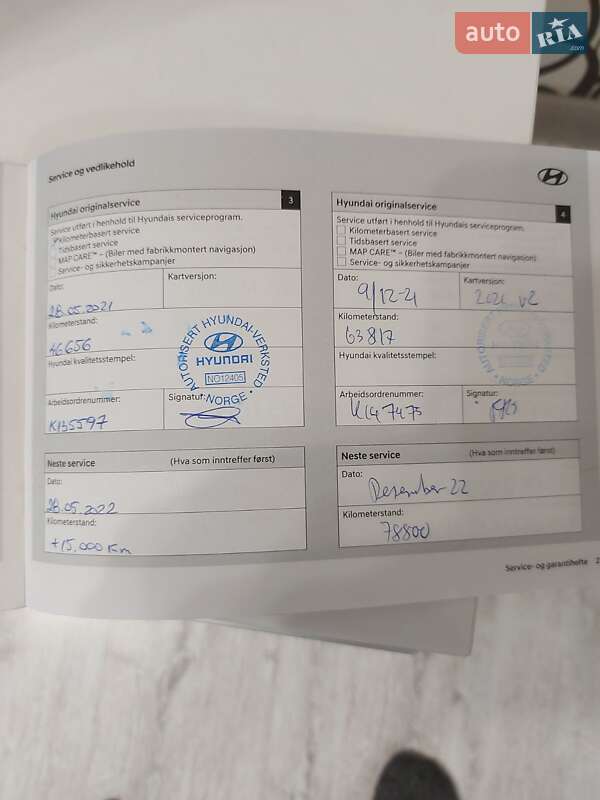 auto RIA .com
Service og vedlikehold
Hyundai originalservice
3
Service utført i henhold til Hyundais serviceprogram.
Kilometerbasert service
Tidsbasert service
MAP CARE™ – (Biler med fabrikkmontert navigasjon)
Service- og sikkerhetskampanjer
Dato:
28.05.2021
Kartversjon:
Kilometerstand:
46656
Hyundai kvalitetsstempel:
AUTORISERT HYUNDAI-VERKSTED
HYUNDAI
NO12405
NORGE
Arbeidsordrenummer:
K135597
Signatur:
Neste service
(Hva som inntreffer først)
Dato:
28.05.2022
Kilometerstand:
+15.000 Km
Hyundai originalservice
4
Service utført i henhold til Hyundais serviceprogram.
Kilometerbasert service
Tidsbasert service
MAP CARE™ – (Biler med fabrikkmontert navigasjon)
Service- og sikkerhetskampanjer
Dato:
9/12-21
Kartversjon:
Kilometerstand:
63817
Hyundai kvalitetsstempel:
Arbeidsordrenummer:
K147475
Signatur:
Neste service
(Hva som inntreffer først)
Dato:
Desember 22
Kilometerstand:
78800
Service- og garantihefte